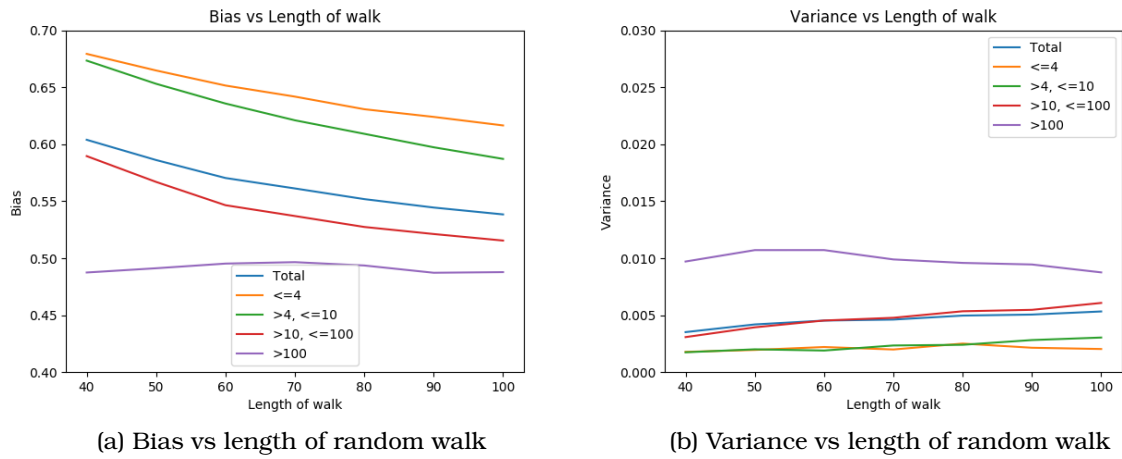 Bias vs Length of walk
0.70
0.65
0.60
0.55
0.50
0.45
0.40
Bias
Total
<=4
>4, <=10
>10, <=100
>100
40 50 60 70 80 90 100
Length of walk
(a) Bias vs length of random walk
Variance vs Length of walk
0.030
0.025
0.020
0.015
0.010
0.005
0.000
Variance
Total
<=4
>4, <=10
>10, <=100
>100
40 50 60 70 80 90 100
Length of walk
(b) Variance vs length of random walk